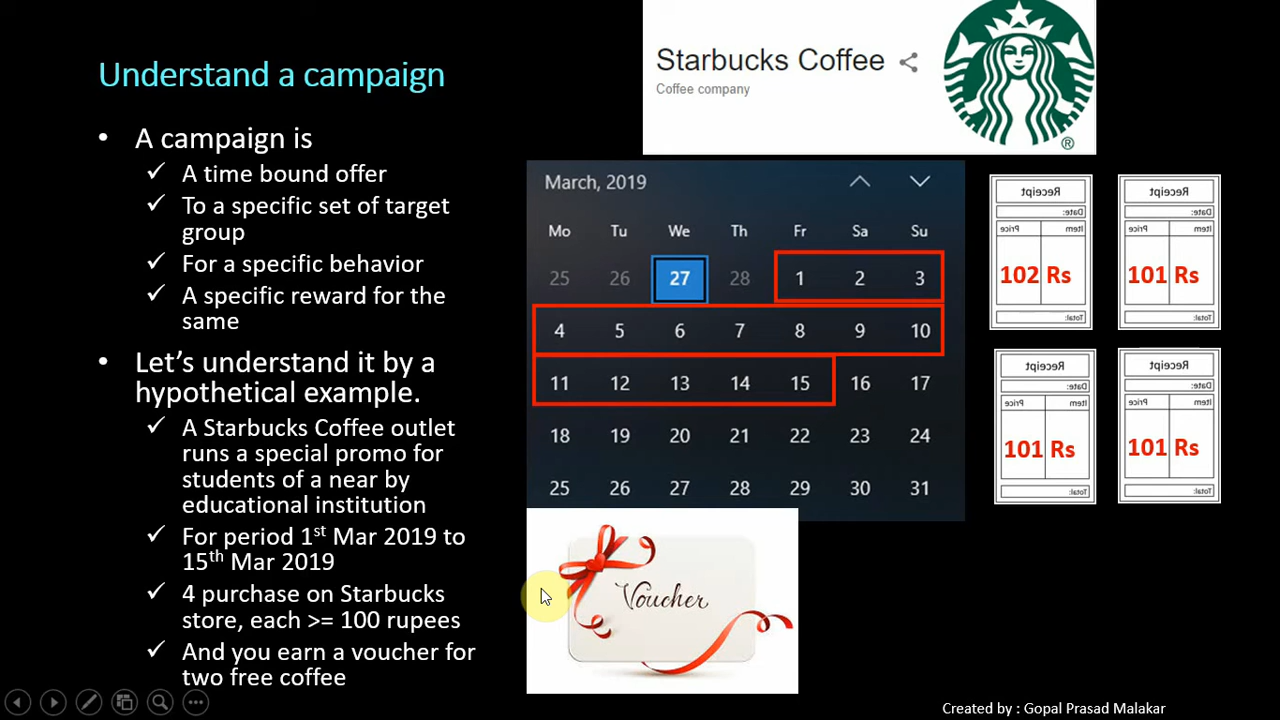 Understand a campaign
• A campaign is
✓ A time bound offer
✓ To a specific set of target
group
✓ For a specific behavior
✓ A specific reward for the
same
• Let’s understand it by a
hypothetical example.
✓ A Starbucks Coffee outlet
runs a special promo for
students of a near by
educational institution
✓ For period 1st Mar 2019 to
15th Mar 2019
✓ 4 purchase on Starbucks
store, each >= 100 rupees
✓ And you earn a voucher for
two free coffee
Starbucks Coffee
Coffee company
®
March, 2019
Mo Tu We Th Fr Sa Su
25 26 27 28 1 2 3
4 5 6 7 8 9 10
11 12 13 14 15 16 17
18 19 20 21 22 23 24
25 26 27 28 29 30 31
Receipt
Date:
Item Price
102 Rs
Total:
Receipt
Date:
Item Price
101 Rs
Total:
Receipt
Date:
Item Price
101 Rs
Total:
Receipt
Date:
Item Price
101 Rs
Total:
Voucher
Created by : Gopal Prasad Malakar